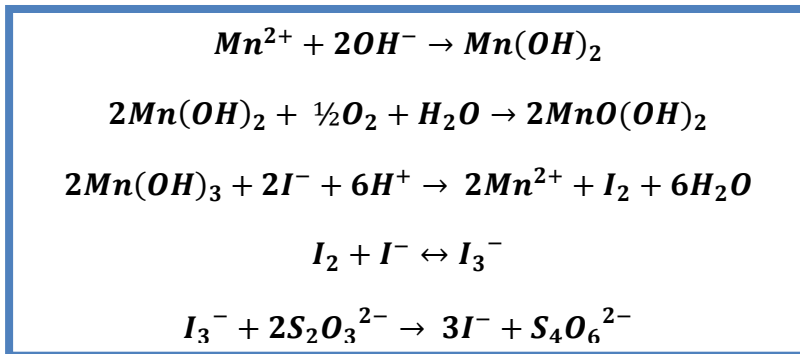 Mn²⁺ + 2OH⁻ → Mn(OH)₂
2Mn(OH)₂ + ½O₂ + H₂O → 2MnO(OH)₂
2Mn(OH)₃ + 2I⁻ + 6H⁺ → 2Mn²⁺ + I₂ + 6H₂O
I₂ + I⁻ ↔ I₃⁻
I₃⁻ + 2S₂O₃²⁻ → 3I⁻ + S₄O₆²⁻